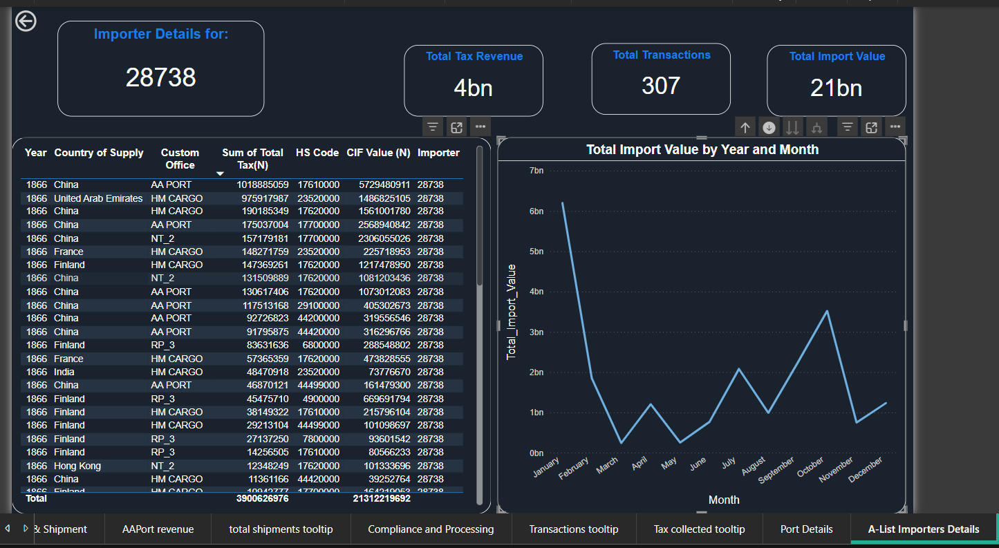 Importer Details for:
28738
Total Tax Revenue
4bn
Total Transactions
307
Total Import Value
21bn
Year Country of Supply Custom Office Sum of Total Tax(N) HS Code CIF Value (N) Importer
1866 China AA PORT 1018885059 17610000 5729480911 28738
1866 United Arab Emirates HM CARGO 975917987 23520000 1486825105 28738
1866 China HM CARGO 190185349 17620000 1561001780 28738
1866 China AA PORT 175037004 17700000 2568940842 28738
1866 China NT_2 157179181 17700000 2306055026 28738
1866 France HM CARGO 148271759 23520000 225718953 28738
1866 Finland HM CARGO 147369261 17620000 1217478950 28738
1866 China NT_2 131509889 17620000 1081203436 28738
1866 China AA PORT 130617406 17620000 1073012083 28738
1866 China AA PORT 117513168 29100000 405302673 28738
1866 China AA PORT 92726823 44200000 319556546 28738
1866 China AA PORT 91795875 44420000 316296766 28738
1866 Finland RP_3 83631636 6800000 288548802 28738
1866 France HM CARGO 57365359 17620000 473828555 28738
1866 India HM CARGO 48470918 23520000 73776670 28738
1866 China AA PORT 46870121 44499000 161479300 28738
1866 Finland RP_3 45475710 4900000 669691794 28738
1866 Finland HM CARGO 38149322 17610000 215796104 28738
1866 Finland HM CARGO 29213104 44499000 101098697 28738
1866 Finland RP_3 27137250 7800000 93601542 28738
1866 Finland RP_3 14256505 17610000 80566233 28738
1866 Hong Kong NT_2 12348249 17620000 101333696 28738
1866 China HM CARGO 11361166 44420000 39252764 28738
1866 Finland HM CARGO 17700000 28738
Total 3900626976 21312219692
Total Import Value by Year and Month
Total_Import_Value
7bn
6bn
5bn
4bn
3bn
2bn
1bn
0bn
January February March April May June July August September October November December
Month
& Shipment AAPort revenue total shipments tooltip Compliance and Processing Transactions tooltip Tax collected tooltip Port Details A-List Importers Details